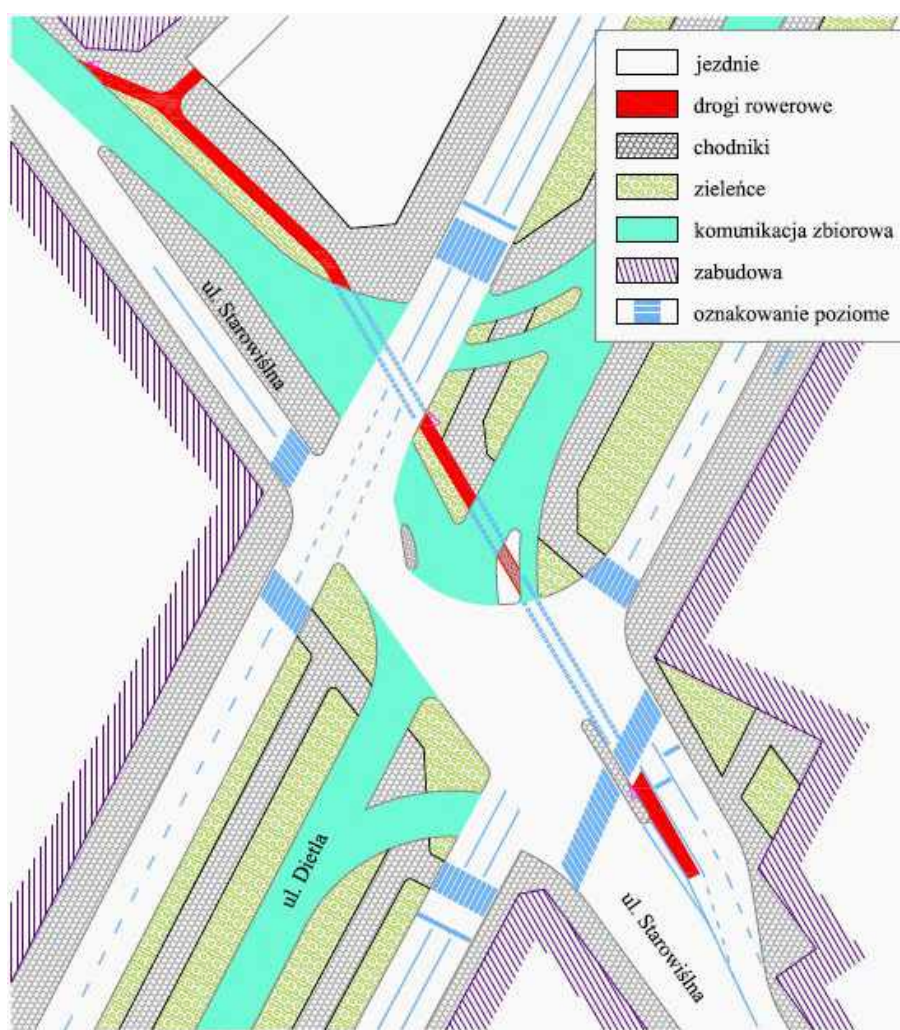 jezdnie
drogi rowerowe
chodniki
zieleńce
komunikacja zbiorowa
zabudowa
oznakowanie poziome
ul. Starowiślna
ul. Dietla
ul. Starowiślna